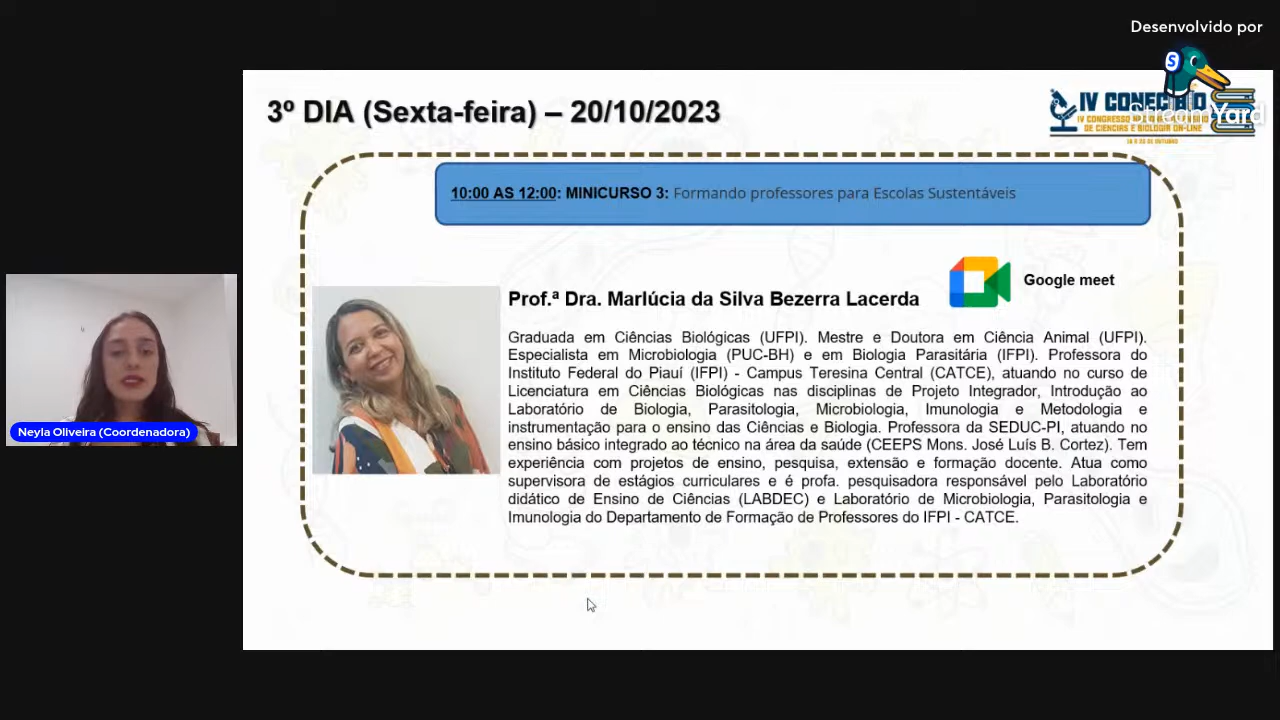 Desenvolvido por
3º DIA (Sexta-feira) – 20/10/2023
IV CONECIBIO
DE CIÊNCIAS E BIOLOGIA ON-LINE
10:00 AS 12:00: MINICURSO 3: Formando professores para Escolas Sustentáveis
Google meet
Prof.ª Dra. Marlúcia da Silva Bezerra Lacerda
Graduada em Ciências Biológicas (UFPI). Mestre e Doutora em Ciência Animal (UFPI).
Especialista em Microbiologia (PUC-BH) e em Biologia Parasitária (IFPI). Professora do
Instituto Federal do Piauí (IFPI) - Campus Teresina Central (CATCE), atuando no curso de
Licenciatura em Ciências Biológicas nas disciplinas de Projeto Integrador, Introdução ao
Laboratório de Biologia, Parasitologia, Microbiologia, Imunologia e Metodologia e
instrumentação para o ensino das Ciências e Biologia. Professora da SEDUC-PI, atuando no
ensino básico integrado ao técnico na área da saúde (CEEPS Mons. José Luís B. Cortez). Tem
experiência com projetos de ensino, pesquisa, extensão e formação docente. Atua como
supervisora de estágios curriculares e é profa. pesquisadora responsável pelo Laboratório
didático de Ensino de Ciências (LABDEC) e Laboratório de Microbiologia, Parasitologia e
Imunologia do Departamento de Formação de Professores do IFPI - CATCE.
Neyla Oliveira (Coordenadora)